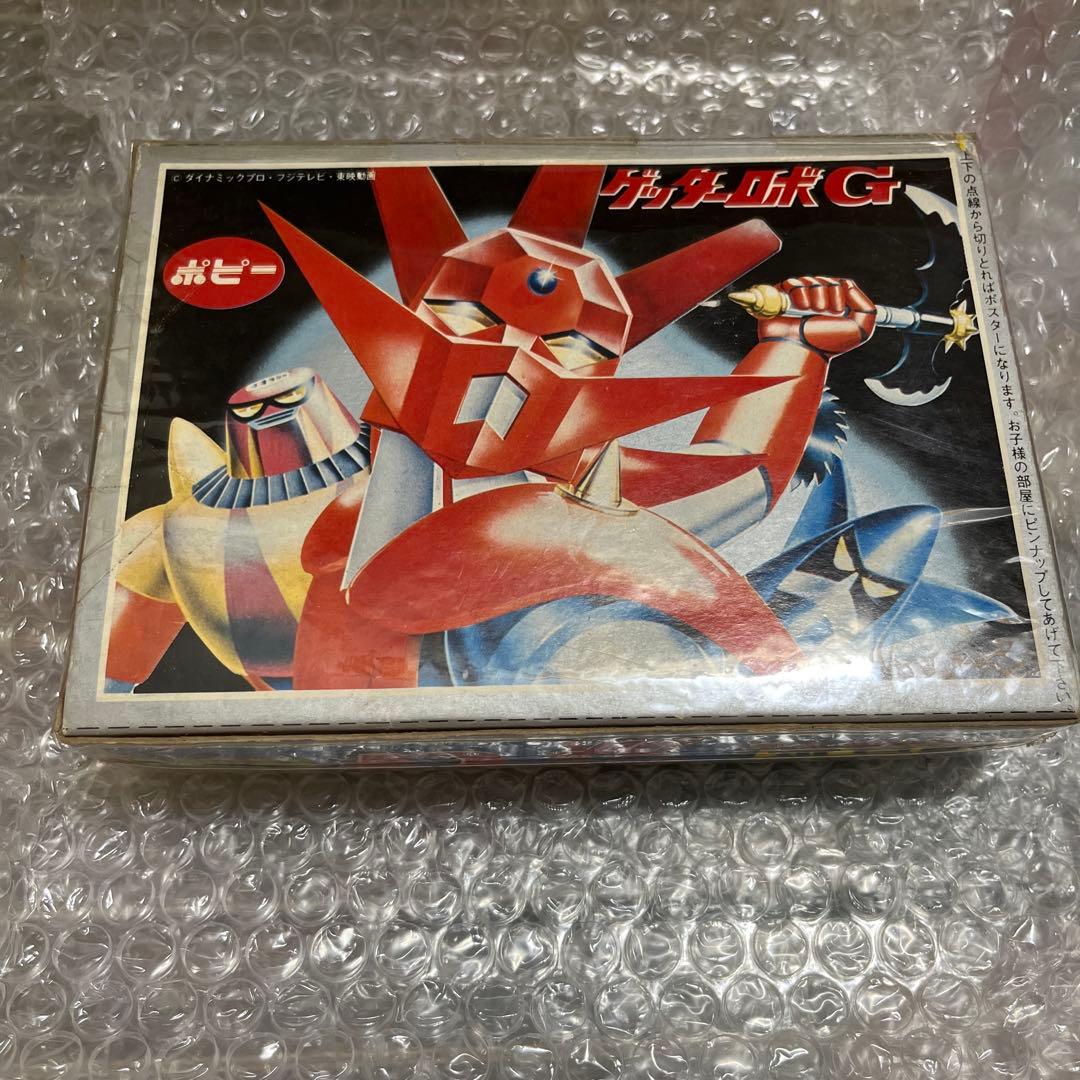 © ダイナミックプロ・フジテレビ・東映動画
ゲッターロボG
ポピー
上下の点線から切りとればポスターになります。お子様の部屋にピンナップしてあげて下さい